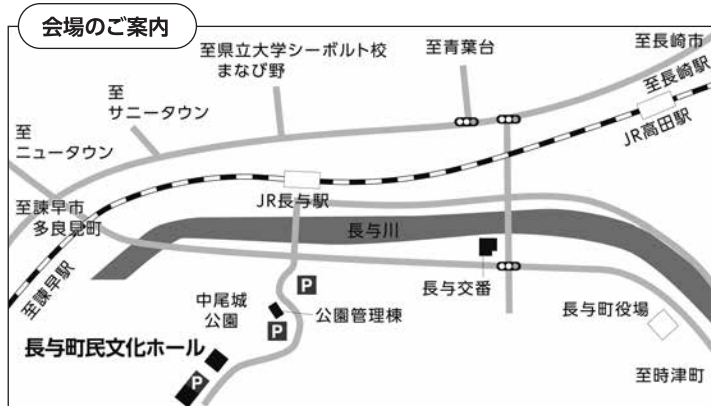 会場のご案内
至県立大学シーボルト校
まなび野
至青葉台
至長崎市
至長崎駅
至
サニータウン
JR高田駅
至
ニュータウン
JR長与駅
至諫早市
多良見町
長与川
至諫早駅
長与交番
P
中尾城
公園
公園管理棟
P
長与町役場
長与町民文化ホール
P
至時津町